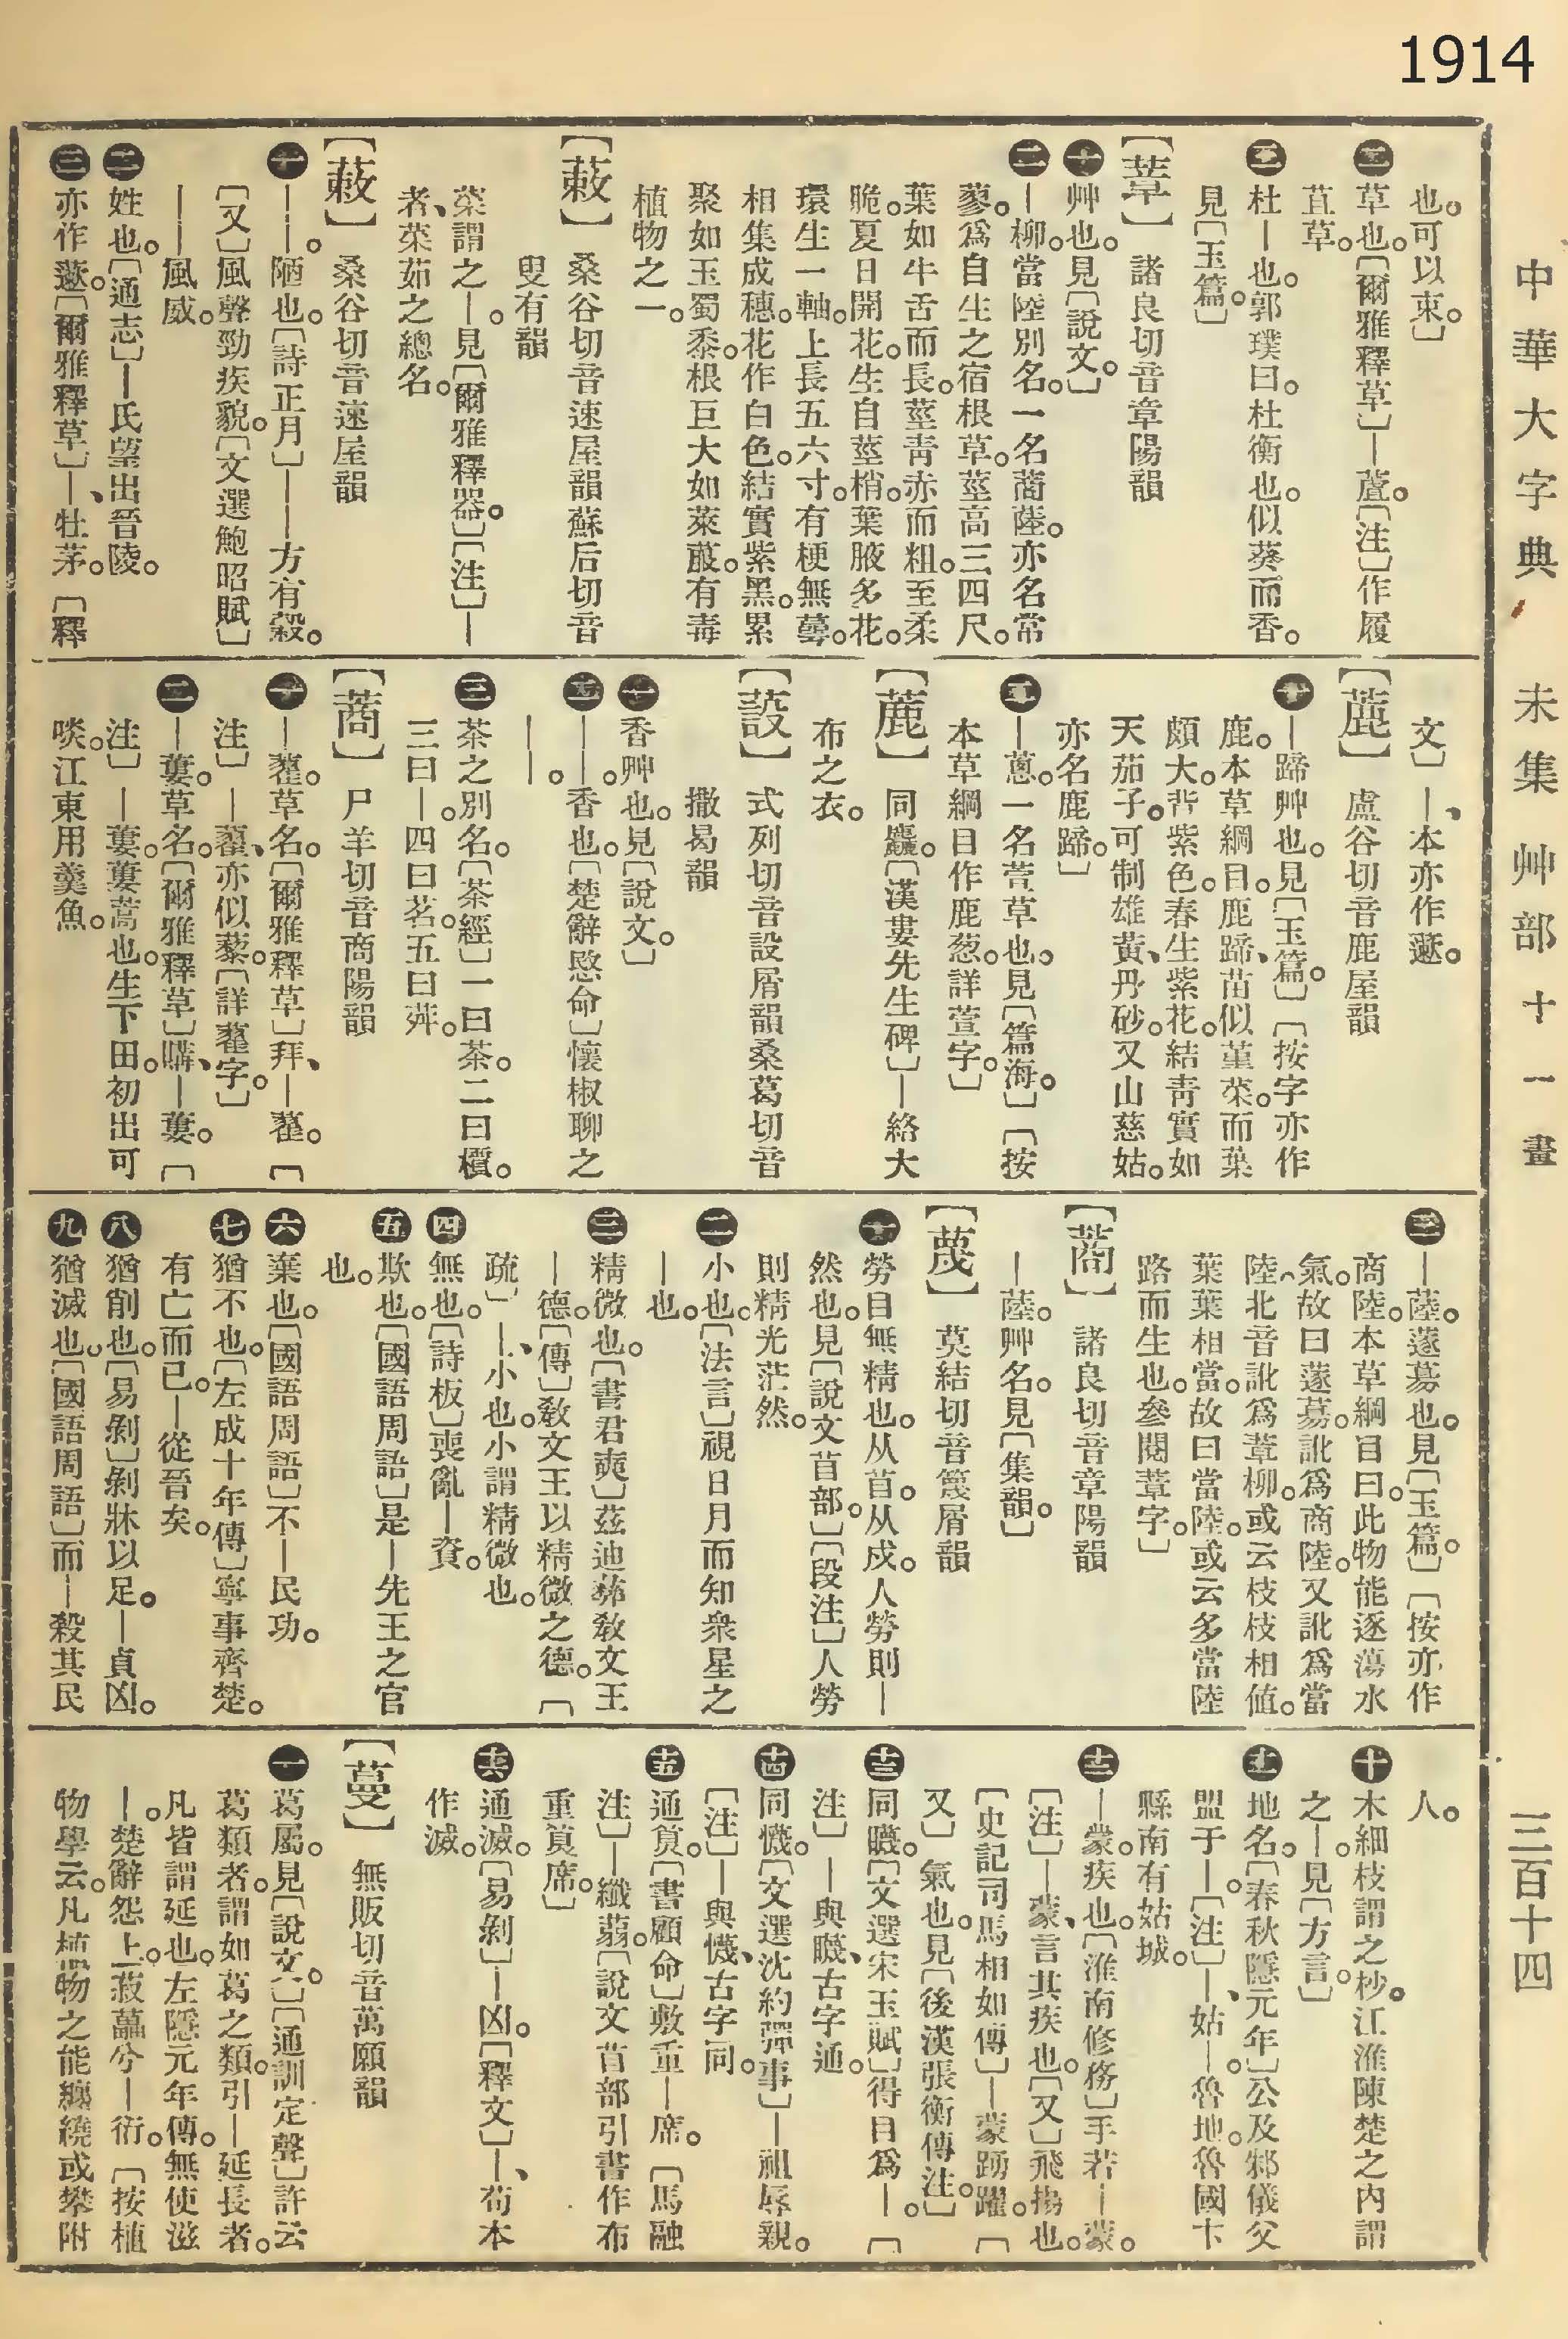 1914
中華大字典 未集 艸部 十一畫 三百十四
也。可以束。〕
草也。〔爾雅釋草〕—蔖。〔注〕作履
苴草。
三 杜—也。郭璞曰。杜衡也。似葵而香。
見〔玉篇。〕
【葦】 諸良切音章陽韻
一 艸也。見〔說文。〕
二 —柳。當陸別名。一名蔏蓫。亦名常
蓼。爲自生之宿根草。莖高三四尺。
葉如牛舌而長。莖靑赤而粗。至柔
脆。夏日開花。生自莖梢。葉腋多花。
環生一軸。上長五六寸。有梗無萼。
相集成穗。花作白色。結實紫黑。累
聚如玉蜀黍。根巨大如萊菔。有毒
植物之一。
【蔌】 桑谷切音速屋韻蘇后切音
叟有韻
菜謂之—。見〔爾雅釋器。〕〔注〕—
者、菜茹之總名。
【蔌】 桑谷切音速屋韻
一 ——。陋也。〔詩正月〕———方有穀。
〔又〕風聲勁疾貌。〔文選鮑昭賦〕
——風威。
二 姓也。〔通志〕—氏望出晉陵。
三 亦作遬。〔爾雅釋草〕—、牡茅。〔釋
文〕—、本亦作遬。
【蔍】 盧谷切音鹿屋韻
一 —蹄艸也。見〔玉篇。〕〔按字亦作
鹿。本草綱目。鹿蹄、苗似菫菜。而葉
頗大。背紫色。春生紫花。結靑實如
天茄子。可制雄黃、丹砂。又山慈姑。
亦名鹿蹄。〕
二 —蔥。一名萱草也。見〔篇海。〕〔按
本草綱目作鹿葱。詳萱字。〕
【蔍】 同麤。〔漢婁先生碑〕—絡大
布之衣。
【蔎】 式列切音設屑韻桑葛切音
撒曷韻
一 香艸也。見〔說文。〕
二 ——。香也。〔楚辭愍命〕懷椒聊之
——。
三 茶之別名。〔茶經〕一曰茶。二曰檟。
三曰—。四曰茗。五曰荈。
【蔏】 尸羊切音商陽韻
一 —藋。草名。〔爾雅釋草〕拜、—藋。〔
注〕—藋、亦似藜。〔詳藋字。〕
二 —蔞。草名。〔爾雅釋草〕購、—蔞。〔
注〕—蔞。蔞蒿也。生下田。初出可
啖。江東用羹魚。
三 —蓫。蓫募也。見〔玉篇。〕〔按亦作
商陸。本草綱目曰。此物能逐蕩水
氣。故曰蓫募。訛爲商陸。又訛爲當
陸、北音訛爲葦柳。或云枝枝相値。
葉葉相當。故曰當陸。或云多當陸
路而生也。參閱葦字。〕
【蔏】 諸良切音章陽韻
—蓫。艸名。見〔集韻。〕
【蔑】 莫結切音篾屑韻
一 勞目無精也。从苜。从戍。人勞則—
然也。見〔說文苜部。〕〔段注〕人勞
則精光茫然。
二 小也。〔法言〕視日月而知衆星之
—也。
三 精微也。〔書君奭〕茲迪彝敎文王
—德。〔傳〕敎文王以精微之德。〔
疏〕—、小也。小謂精微也。
四 無也。〔詩板〕喪亂—資。
五 欺也。〔國語周語〕是—先王之官
也。
六 棄也。〔國語周語〕不—民功。
七 猶不也。〔左成十年傳〕寧事齊楚。
有亡而已。—從晉矣。
八 猶削也。〔易剝〕剝牀以足。—貞凶。
九 猶滅也。〔國語周語〕而—殺其民
人。
十 木細枝謂之杪。江淮陳楚之內謂
之—。見〔方言。〕
十一 地名。〔春秋隱元年〕公及邾儀父
盟于—。〔注〕—、姑—。魯地。魯國卞
縣南有姑城。
十二 —蒙。疾也。〔淮南修務〕手若—蒙。
〔注〕—蒙、言其疾也。〔又〕飛揚也。
〔史記司馬相如傳〕—蒙踴躍。〔
又〕氣也。見〔後漢張衡傳注。〕
十三 同瞡。〔文選宋玉賦〕得目爲—。〔
注〕—與瞡、古字通。
十四 同懱。〔文選沈約彈事〕—祖辱親。
〔注〕—與懱、古字同。
十五 通莧。〔書顧命〕敷重—席。〔馬融
注〕—纖蒻。〔說文苜部引書作布
重莧席。〕
十六 通滅。〔易剝〕—凶。〔釋文〕—、荀本
作滅。
【蔓】 無販切音萬願韻
一 葛屬。見〔說文。〕〔通訓定聲〕許云
葛類者。謂如葛之類。引—延長者。
凡皆謂延也。左隱元年傳。無使滋
—。楚辭怨上。菽藟兮—衍。〔按植
物學云。凡植物之能纏繞或攀附